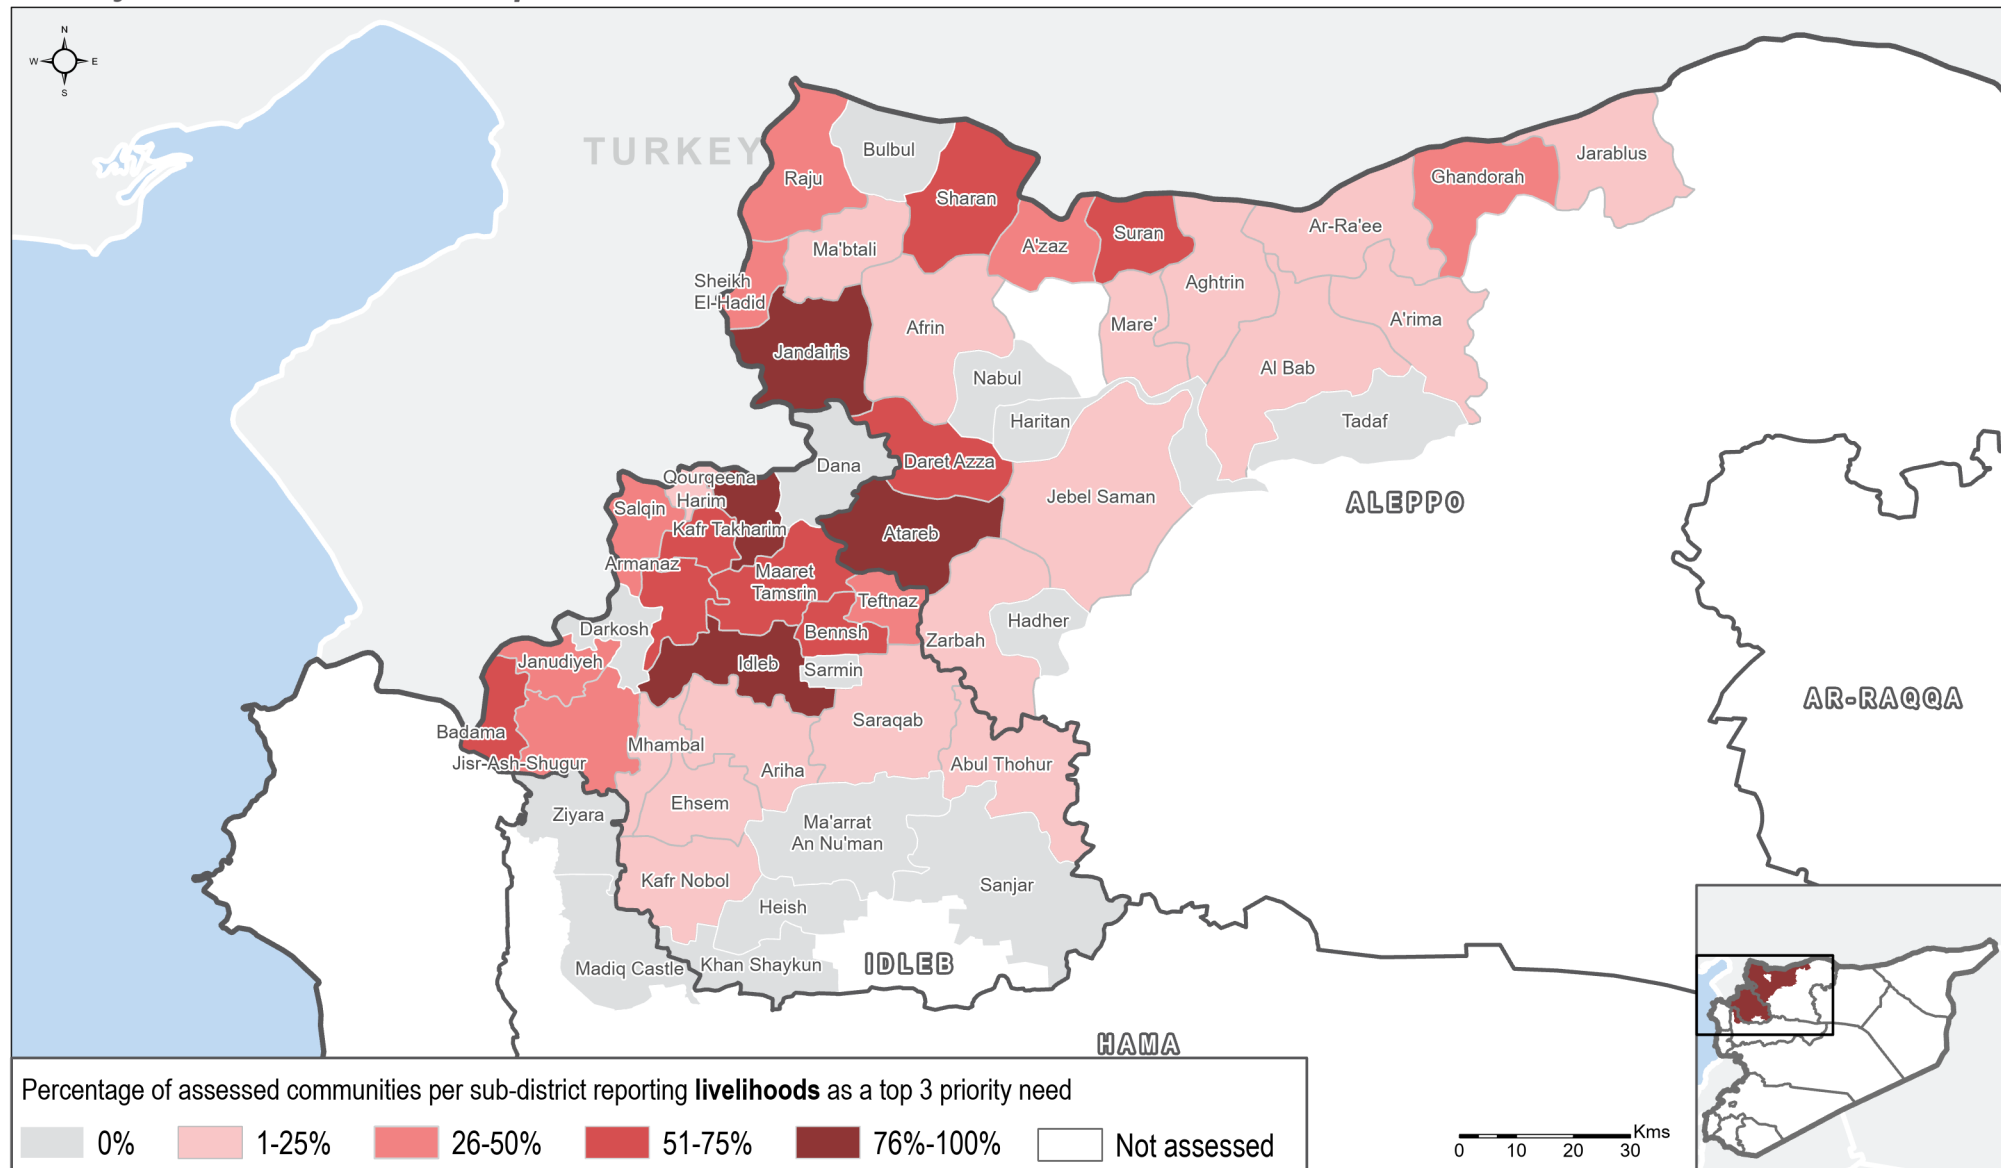 N
W
E
S
TURKEY
Bulbul
Raju
Sharan
Ghandorah
Jarablus
Ma'btali
A'zaz
Suran
Ar-Ra'ee
Sheikh
El-Hadid
Aghtrin
Afrin
Mare'
A'rima
Jandairis
Nabul
Al Bab
Haritan
Tadaf
Dana
Daret Azza
Qourqeena
Harim
Salqin
Jebel Saman
ALEPPO
Kafr Takharim
Atareb
Armanaz
Maaret
Tamsrin
Teftnaz
Darkosh
Bennsh
Zarbah
Hadher
Janudiyeh
Idleb
Sarmin
AR-RAQQA
Badama
Mhambal
Saraqab
Jisr-Ash-Shugur
Ariha
Abul Thohur
Ehsem
Ziyara
Ma'arrat
An Nu'man
Kafr Nobol
Sanjar
Heish
Madiq Castle
Khan Shaykun
IDLEB
HAMA
Percentage of assessed communities per sub-district reporting livelihoods as a top 3 priority need
0%
1-25%
26-50%
51-75%
76%-100%
Not assessed
Kms
0 10 20 30